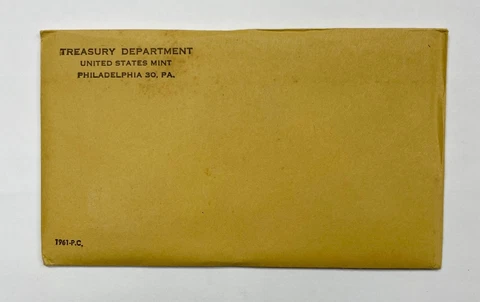 TREASURY DEPARTMENT
UNITED STATES MINT
PHILADELPHIA 30, PA.
1961-P.C.